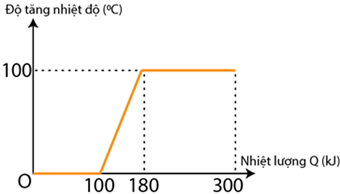 Độ tăng nhiệt độ (ºC)
100
O
100 180 300
Nhiệt lượng Q (kJ)